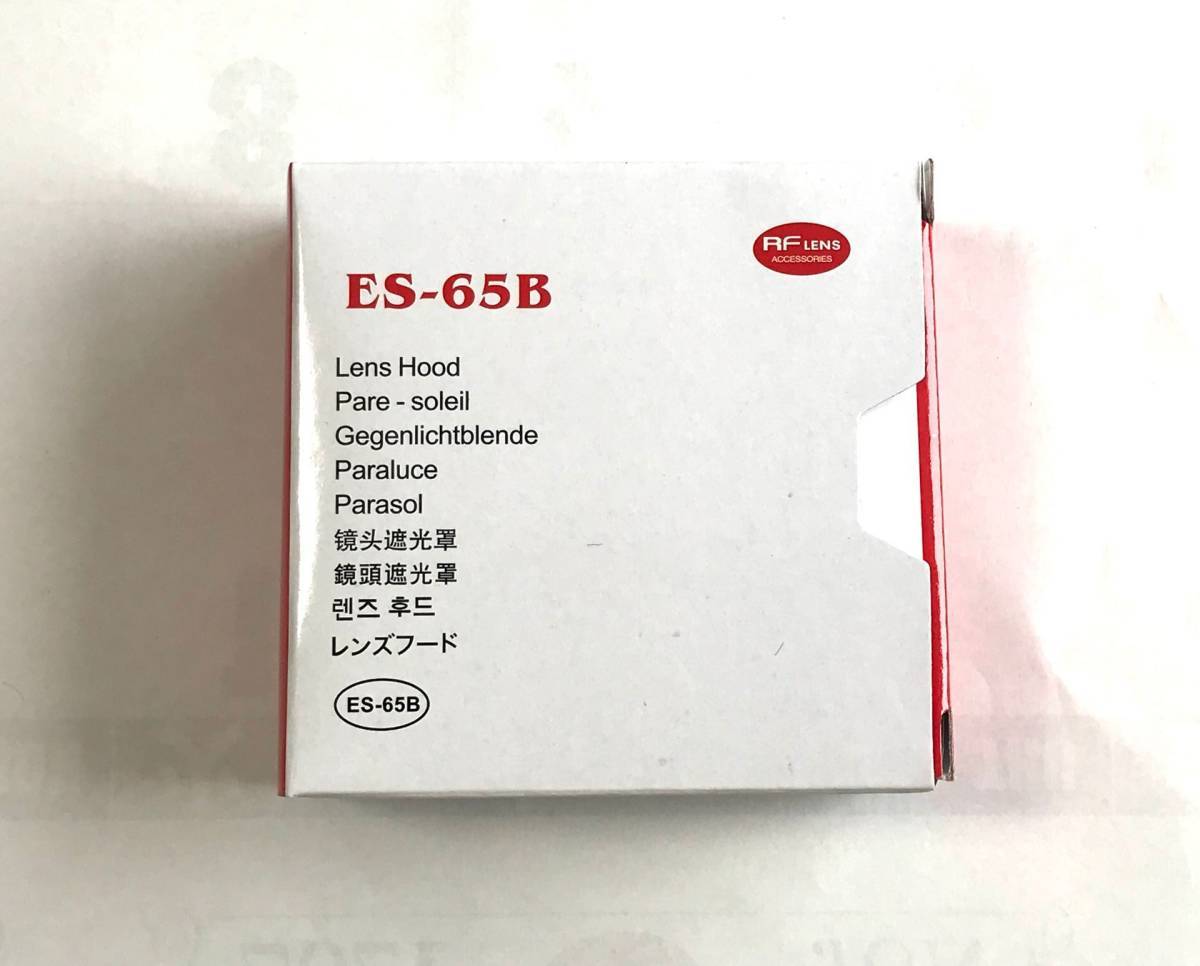 RF LENS
ACCESSORIES
ES-65B
Lens Hood
Pare - soleil
Gegenlichtblende
Paraluce
Parasol
镜头遮光罩
鏡頭遮光罩
렌즈 후드
レンズフード
ES-65B